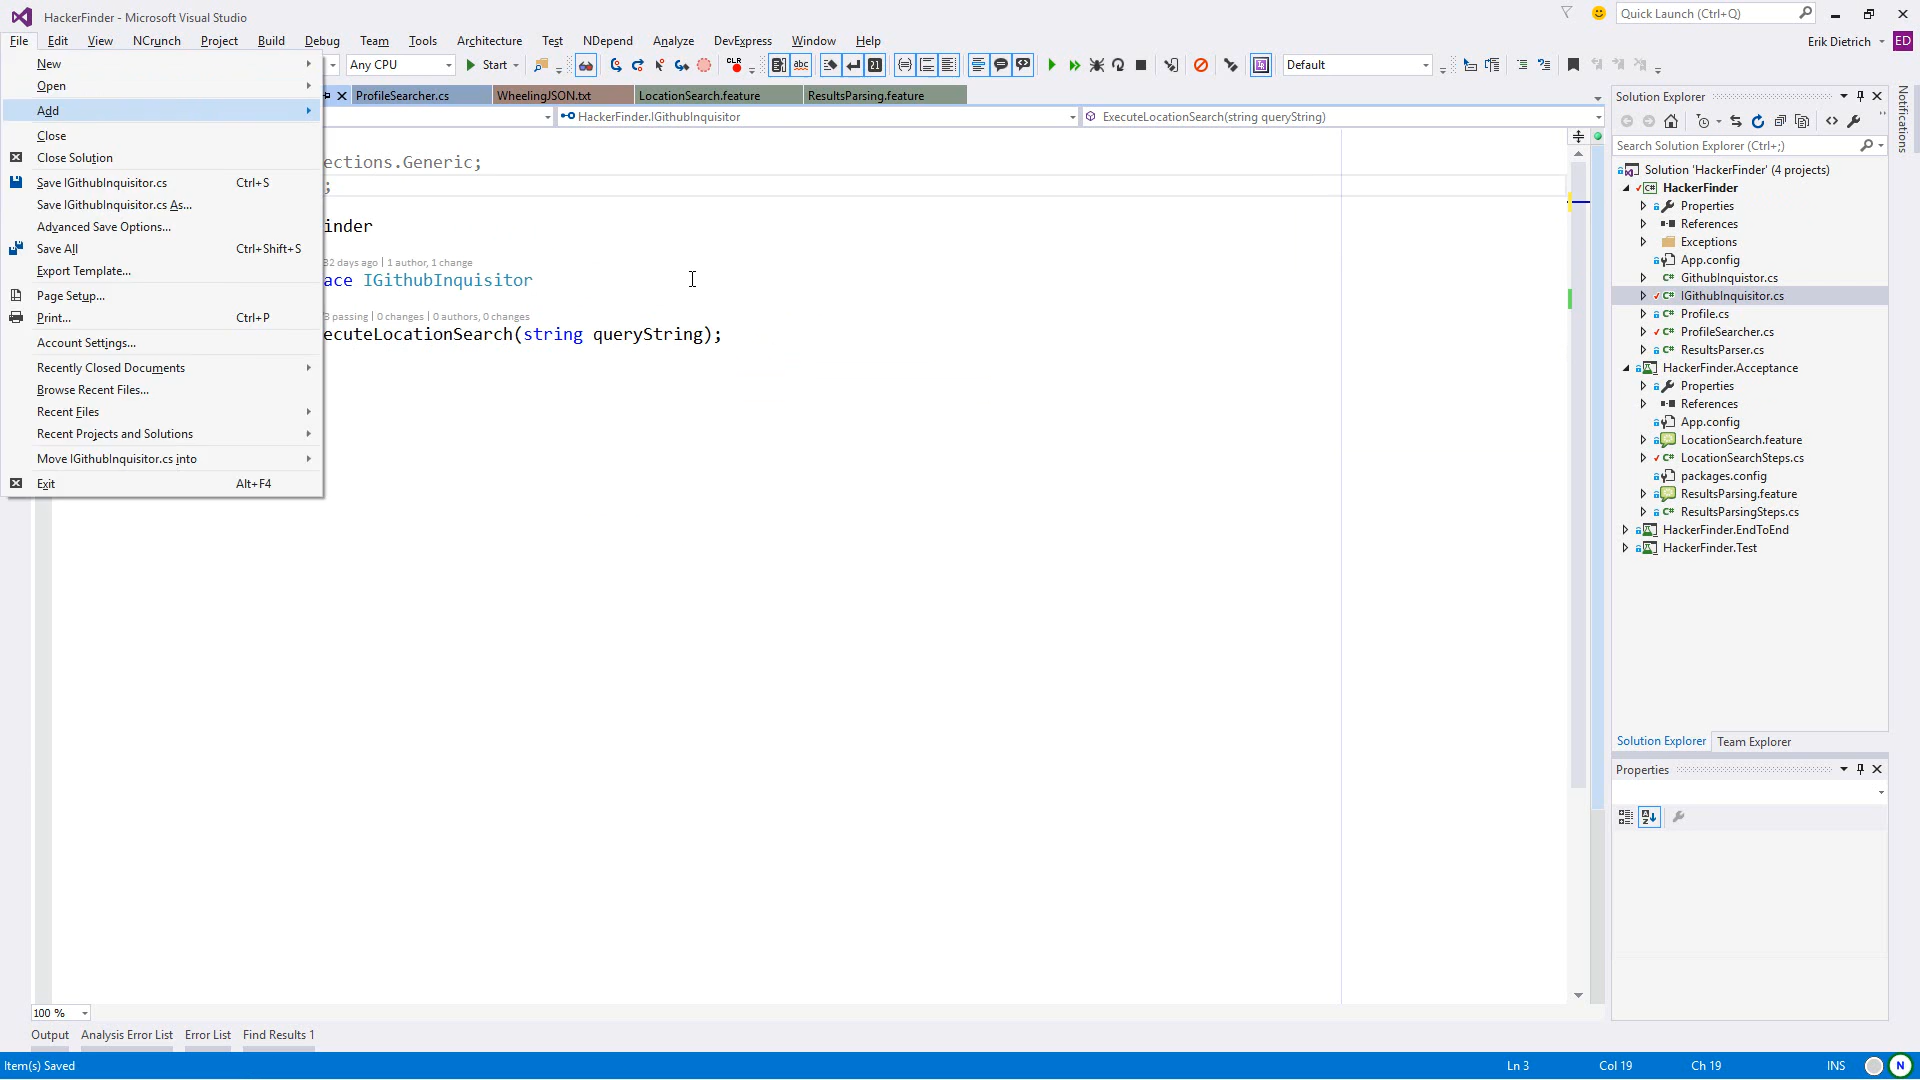 HackerFinder - Microsoft Visual Studio
Quick Launch (Ctrl+Q)
File Edit View NCrunch Project Build Debug Team Tools Architecture Test NDepend Analyze DevExpress Window Help
Erik Dietrich ED
Any CPU Start Default
ProfileSearcher.cs WheelingJSON.txt LocationSearch.feature ResultsParsing.feature
HackerFinder.IGithubInquisitor ExecuteLocationSearch(string queryString)
New
Open
Add
Close
Close Solution
Save IGithubInquisitor.cs Ctrl+S
Save IGithubInquisitor.cs As...
Advanced Save Options...
Save All Ctrl+Shift+S
Export Template...
Page Setup...
Print... Ctrl+P
Account Settings...
Recently Closed Documents
Browse Recent Files...
Recent Files
Recent Projects and Solutions
Move IGithubInquisitor.cs into
Exit Alt+F4
ections.Generic;
;
inder
32 days ago | 1 author, 1 change
ace IGithubInquisitor
3 passing | 0 changes | 0 authors, 0 changes
ecuteLocationSearch(string queryString);
Solution Explorer
Search Solution Explorer (Ctrl+;)
Solution 'HackerFinder' (4 projects)
HackerFinder
Properties
References
Exceptions
App.config
GithubInquistor.cs
IGithubInquisitor.cs
Profile.cs
ProfileSearcher.cs
ResultsParser.cs
HackerFinder.Acceptance
Properties
References
App.config
LocationSearch.feature
LocationSearchSteps.cs
packages.config
ResultsParsing.feature
ResultsParsingSteps.cs
HackerFinder.EndToEnd
HackerFinder.Test
Solution Explorer Team Explorer
Properties
Notifications
100 %
Output Analysis Error List Error List Find Results 1
Item(s) Saved Ln 3 Col 19 Ch 19 INS N